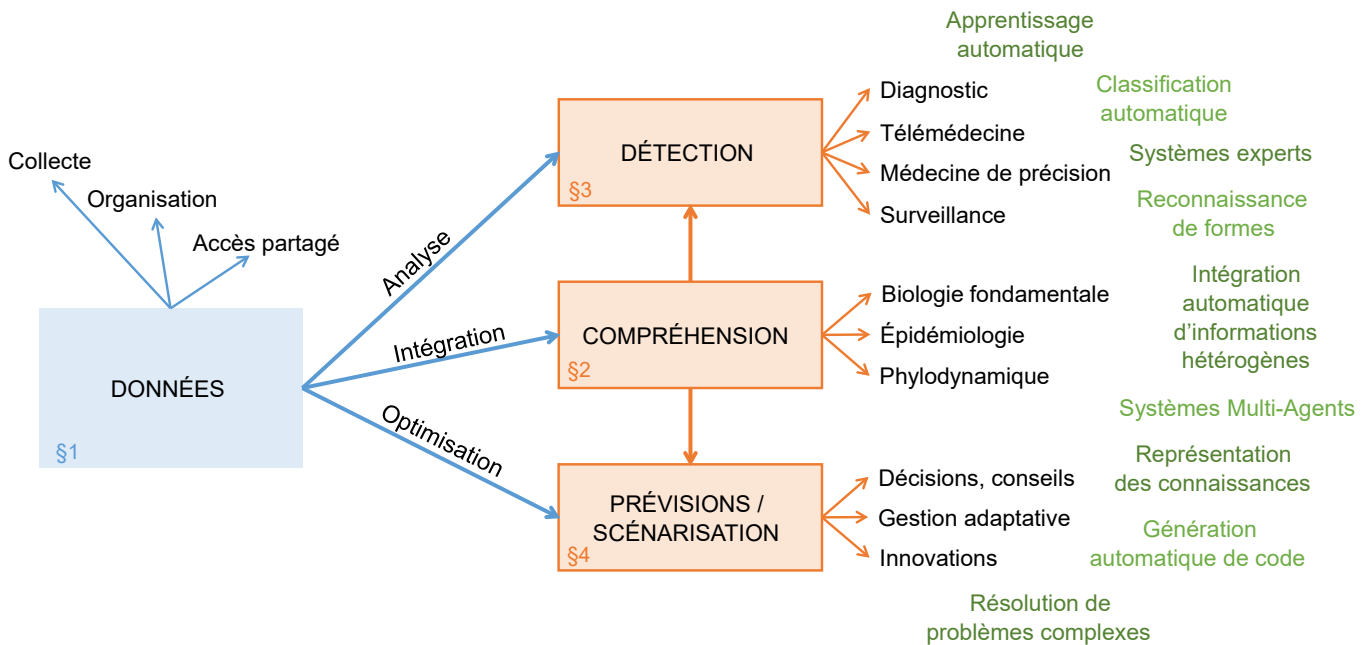 Collecte
Organisation
Accès partagé
DONNÉES
§1
Analyse
Intégration
Optimisation
DÉTECTION
§3
COMPRÉHENSION
§2
PRÉVISIONS /
SCÉNARISATION
§4
Diagnostic
Télémédecine
Médecine de précision
Surveillance
Biologie fondamentale
Épidémiologie
Phylodynamique
Décisions, conseils
Gestion adaptative
Innovations
Apprentissage
automatique
Classification
automatique
Systèmes experts
Reconnaissance
de formes
Intégration
automatique
d’informations
hétérogènes
Systèmes Multi-Agents
Représentation
des connaissances
Génération
automatique de code
Résolution de
problèmes complexes